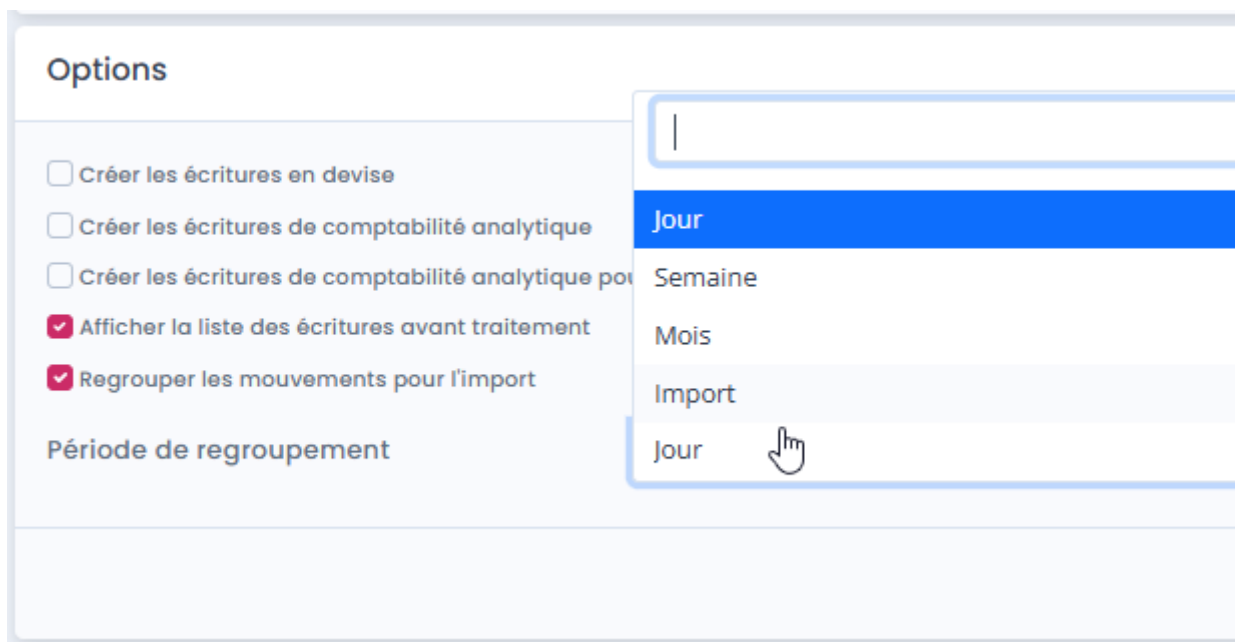 Options
Créer les écritures en devise
Créer les écritures de comptabilité analytique
Créer les écritures de comptabilité analytique
Afficher la liste des écritures avant traitement
Regrouper les mouvements pour l'import
Période de regroupement
Jour
Semaine
Mois
Import
Jour